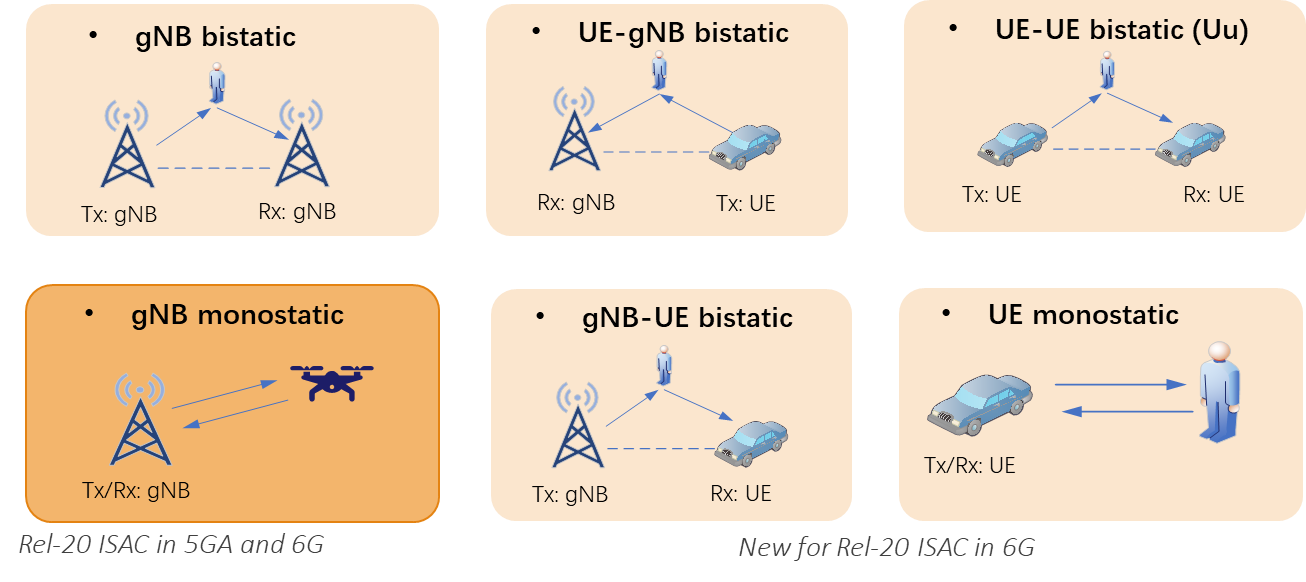 • gNB bistatic
Tx: gNB
Rx: gNB
• UE-gNB bistatic
Rx: gNB
Tx: UE
• UE-UE bistatic (Uu)
Tx: UE
Rx: UE
• gNB monostatic
Tx/Rx: gNB
• gNB-UE bistatic
Tx: gNB
Rx: UE
• UE monostatic
Tx/Rx: UE
Rel-20 ISAC in 5GA and 6G
New for Rel-20 ISAC in 6G